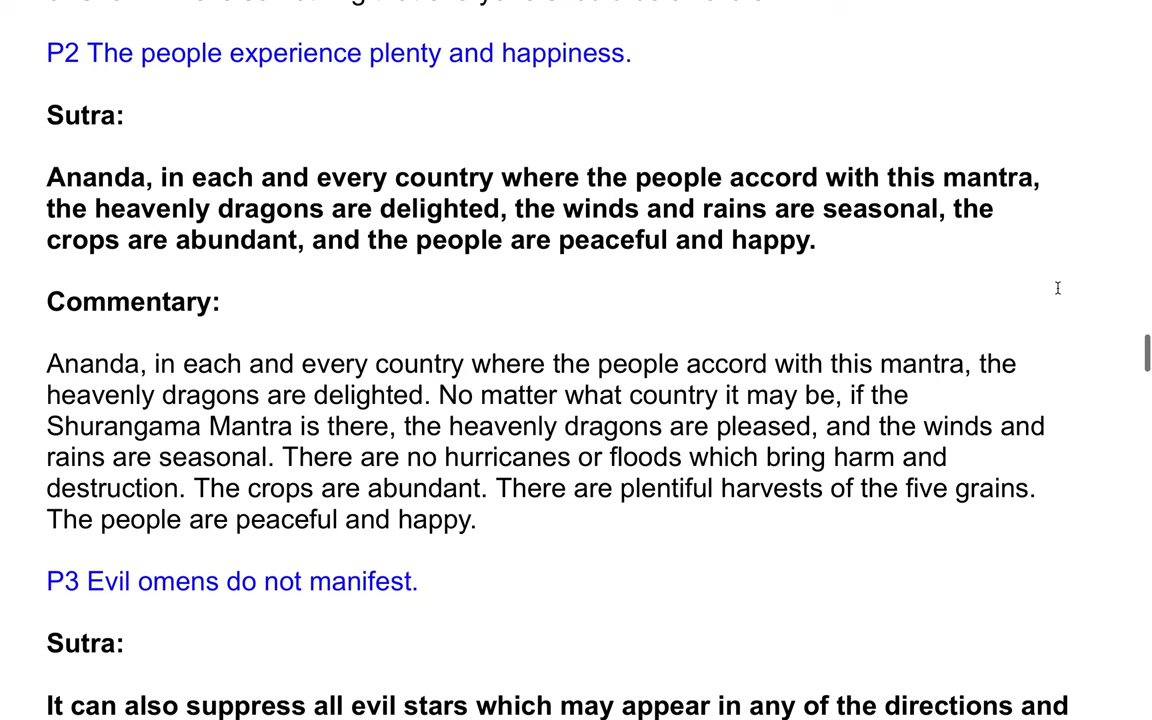 P2 The people experience plenty and happiness.
Sutra:
Ananda, in each and every country where the people accord with this mantra,
the heavenly dragons are delighted, the winds and rains are seasonal, the
crops are abundant, and the people are peaceful and happy.
Commentary:
Ananda, in each and every country where the people accord with this mantra, the
heavenly dragons are delighted. No matter what country it may be, if the
Shurangama Mantra is there, the heavenly dragons are pleased, and the winds and
rains are seasonal. There are no hurricanes or floods which bring harm and
destruction. The crops are abundant. There are plentiful harvests of the five grains.
The people are peaceful and happy.
P3 Evil omens do not manifest.
Sutra:
It can also suppress all evil stars which may appear in any of the directions and